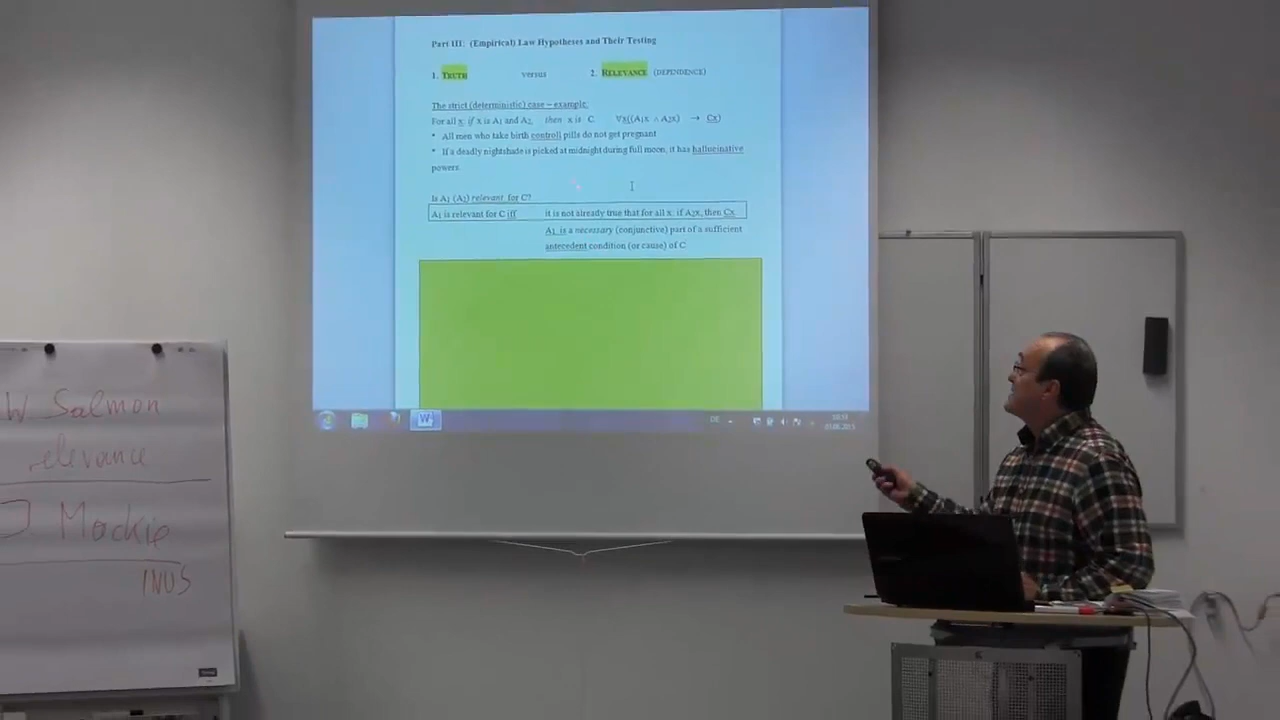 Part III: (Empirical) Law Hypotheses and Their Testing
1. TRUTH versus 2. RELEVANCE (DEPENDENCE)
The strict (deterministic) case – example.
For all x: if x is A1 and A2, then x is C. ∀x((A1x ∧ A2x) → Cx)
* All men who take birth controll pills do not get pregnant
* If a deadly nightshade is picked at midnight during full moon, it has hallucinative
powers.
Is A1 (A2) relevant for C?
A1 is relevant for C iff it is not already true that for all x: if A2x, then Cx
A1 is a necessary (conjunctive) part of a sufficient
antecedent condition (or cause) of C
DE
W Salmon
relevance
J Mackie
INUS